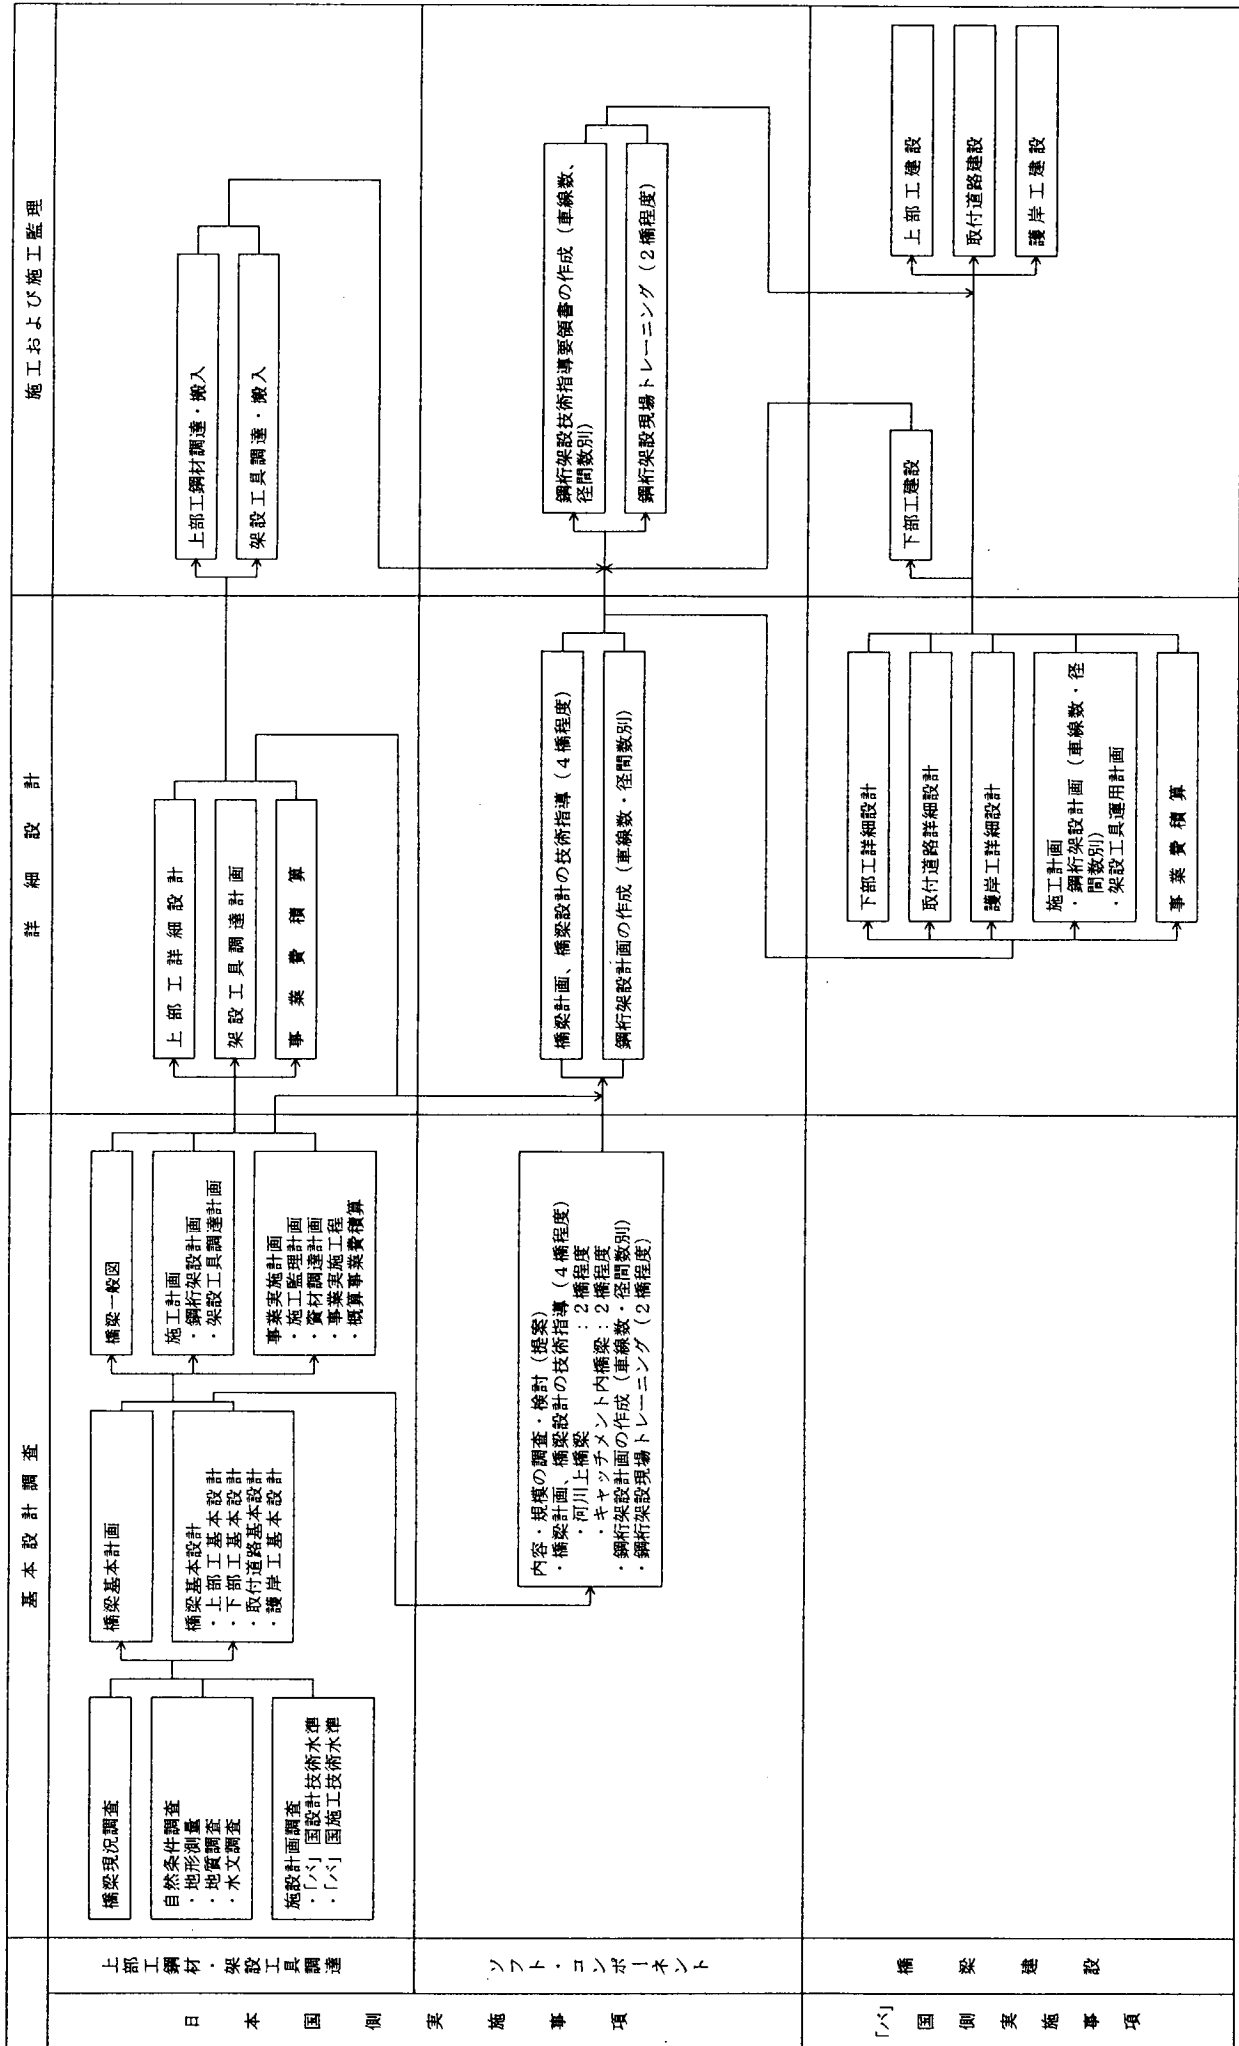 基本設計調査
詳細設計
施工および施工監理
日本国側実施事項
上部工鋼材・架設工具調達
橋梁現況調査
自然条件調査
・地形測量
・地質調査
・水文調査
施設計画調査
・「バ」国設計技術水準
・「バ」国施工技術水準
橋梁基本計画
橋梁基本設計
・上部工基本設計
・下部工基本設計
・取付道路基本設計
・護岸工基本設計
橋梁一般図
施工計画
・鋼桁架設計画
・架設工具調達計画
事業実施計画
・施工監理計画
・資材調達計画
・事業実施工程
・概算事業費積算
上部工詳細設計
架設工具調達計画
事業費積算
上部工鋼材調達・搬入
架設工具調達・搬入
ソフト・コンポーネント
内容・規模の調査・検討（提案）
・橋梁計画、橋梁設計の技術指導（4橋程度）
・河川上橋梁　　　　　：2橋程度
・キャッチメント内橋梁：2橋程度
・鋼桁架設計画の作成（車線数・径間数別）
・鋼桁架設現場トレーニング（2橋程度）
橋梁計画、橋梁設計の技術指導（4橋程度）
鋼桁架設計画の作成（車線数・径間数別）
鋼桁架設技術指導要領書の作成（車線数、
径間数別）
鋼桁架設現場トレーニング（2橋程度）
「バ」国側実施事項
橋梁建設
下部工詳細設計
取付道路詳細設計
護岸工詳細設計
施工計画
・鋼桁架設計画（車線数・径
間数別）
・架設工具運用計画
事業費積算
下部工建設
上部工建設
取付道路建設
護岸工建設